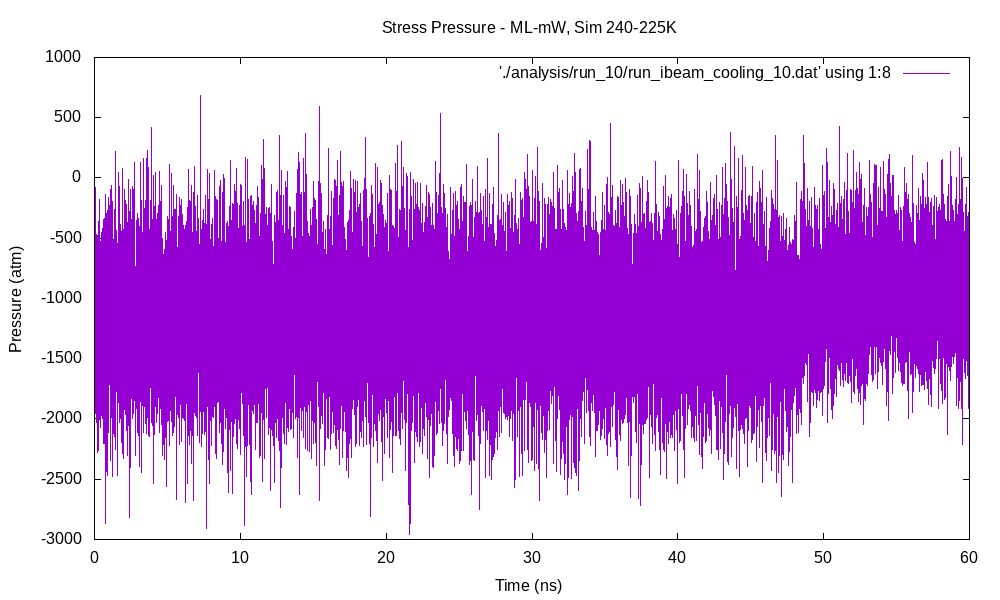 Stress Pressure - ML-mW, Sim 240-225K
'./analysis/run_10/run_ibeam_cooling_10.dat' using 1:8
1000
500
0
-500
-1000
-1500
-2000
-2500
-3000
Pressure (atm)
0 10 20 30 40 50 60
Time (ns)